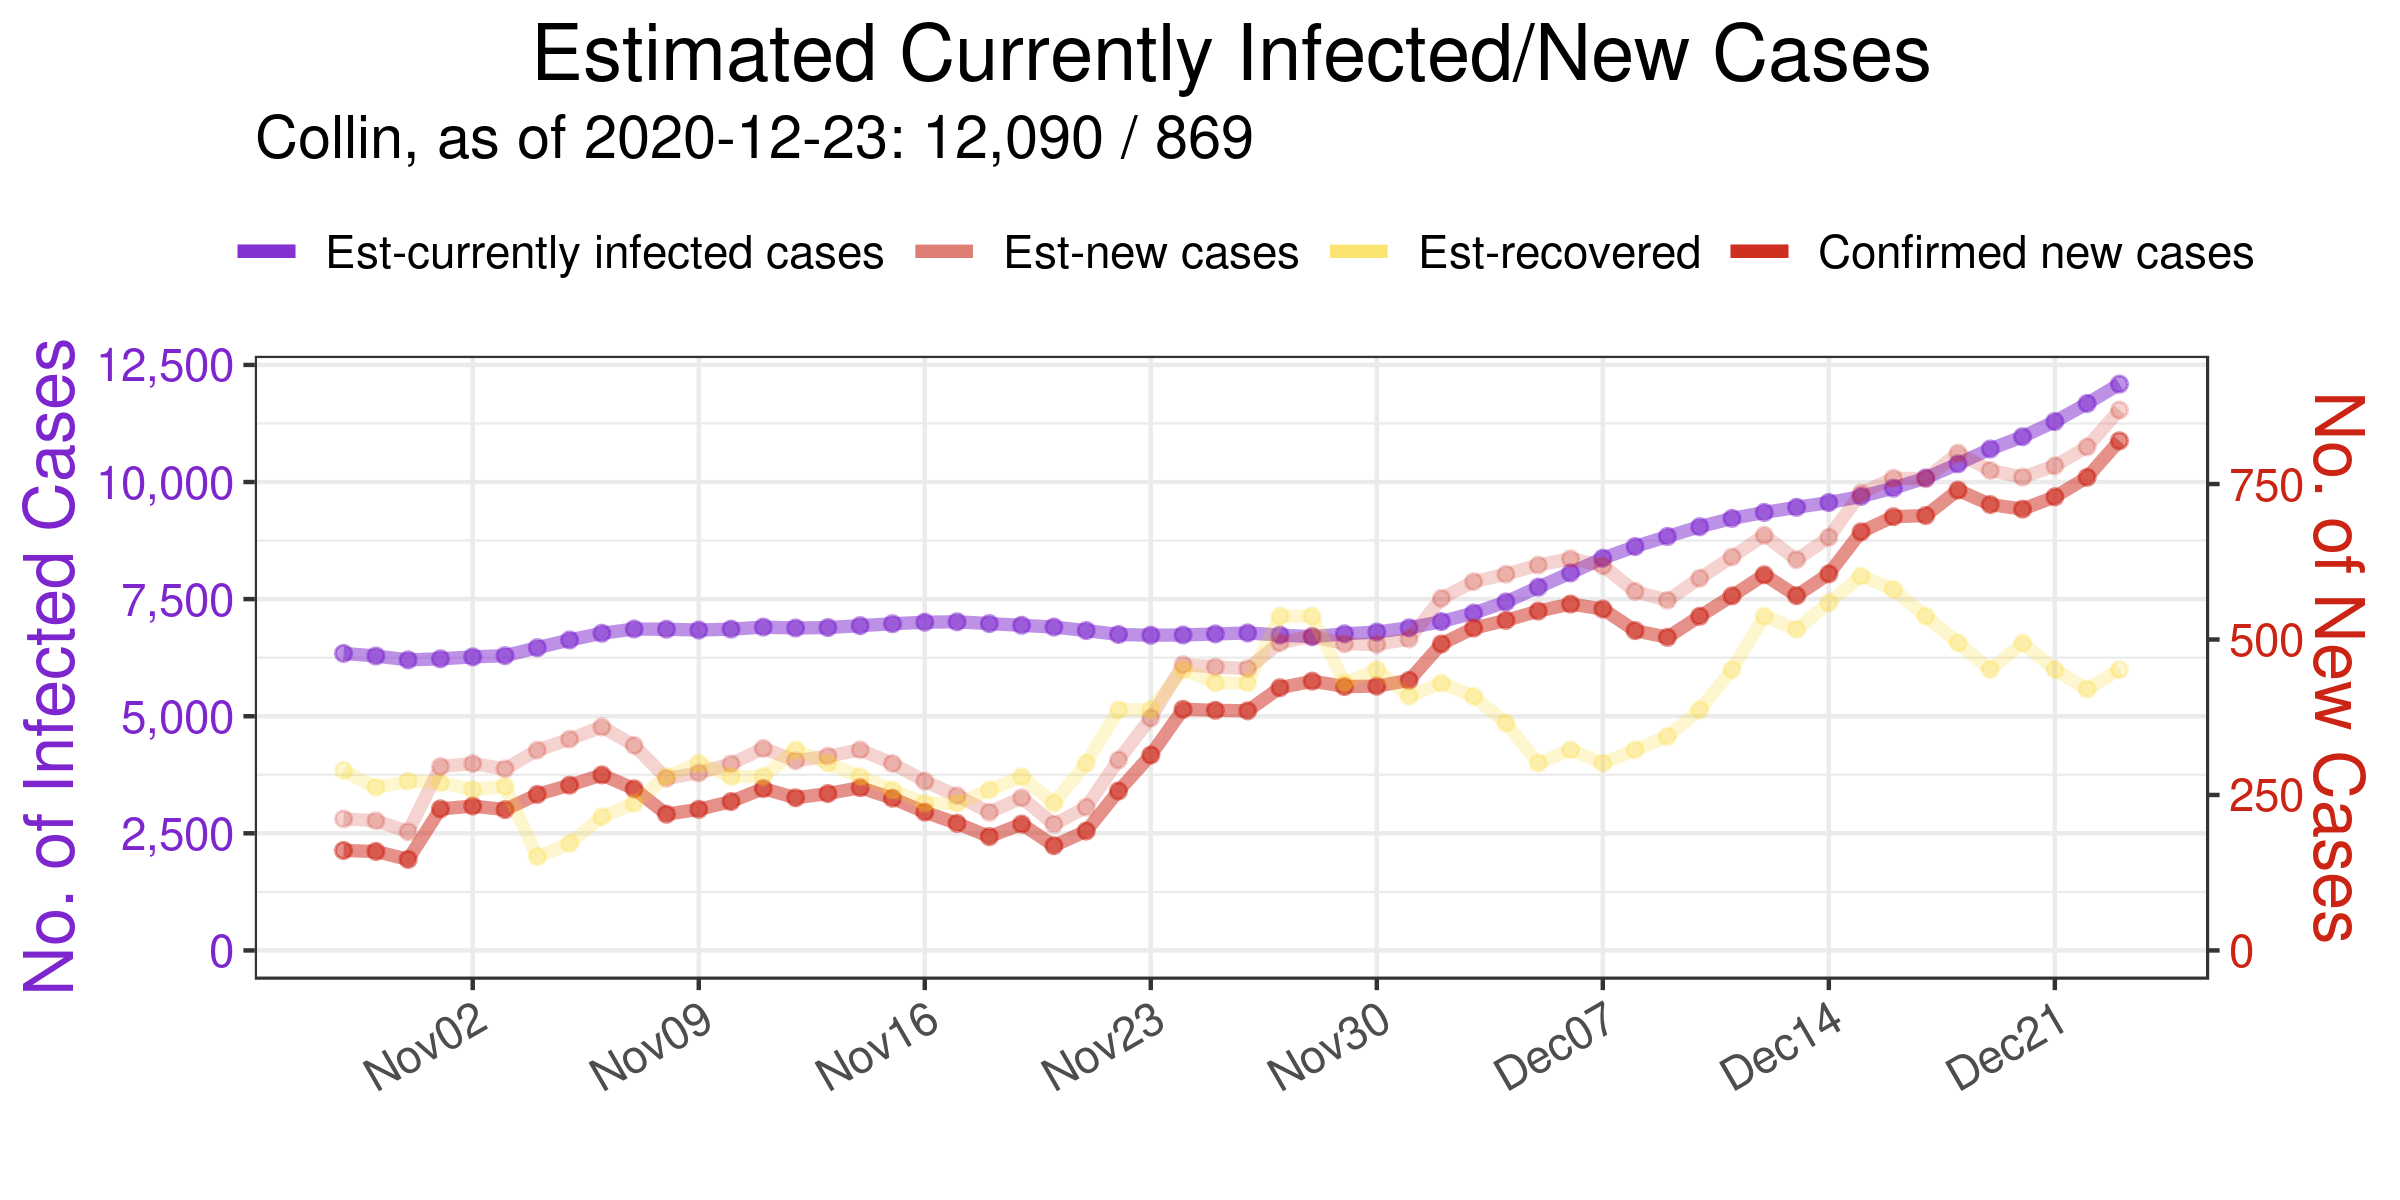 Estimated Currently Infected/New Cases
Collin, as of 2020-12-23: 12,090 / 869
Est-currently infected cases Est-new cases Est-recovered Confirmed new cases
No. of Infected Cases
12,500
10,000
7,500
5,000
2,500
0
No. of New Cases
750
500
250
0
Nov02 Nov09 Nov16 Nov23 Nov30 Dec07 Dec14 Dec21